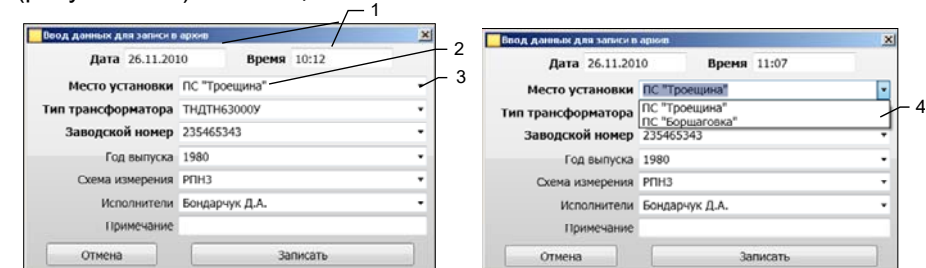 1
Ввод данных для записи в архив
Дата 26.11.2010 Время 10:12
2
Место установки ПС "Троещина"
3
Тип трансформатора ТНДТН63000У
Заводской номер 235465343
Год выпуска 1980
Схема измерения РПН3
Исполнители Бондарчук Д.А.
Примечание
Отмена Записать
Ввод данных для записи в архив
Дата 26.11.2010 Время 11:07
Место установки ПС "Троещина"
Тип трансформатора ПС "Троещина"
ПС "Борщаговка"
4
Заводской номер 235465343
Год выпуска 1980
Схема измерения РПН3
Исполнители Бондарчук Д.А.
Примечание
Отмена Записать